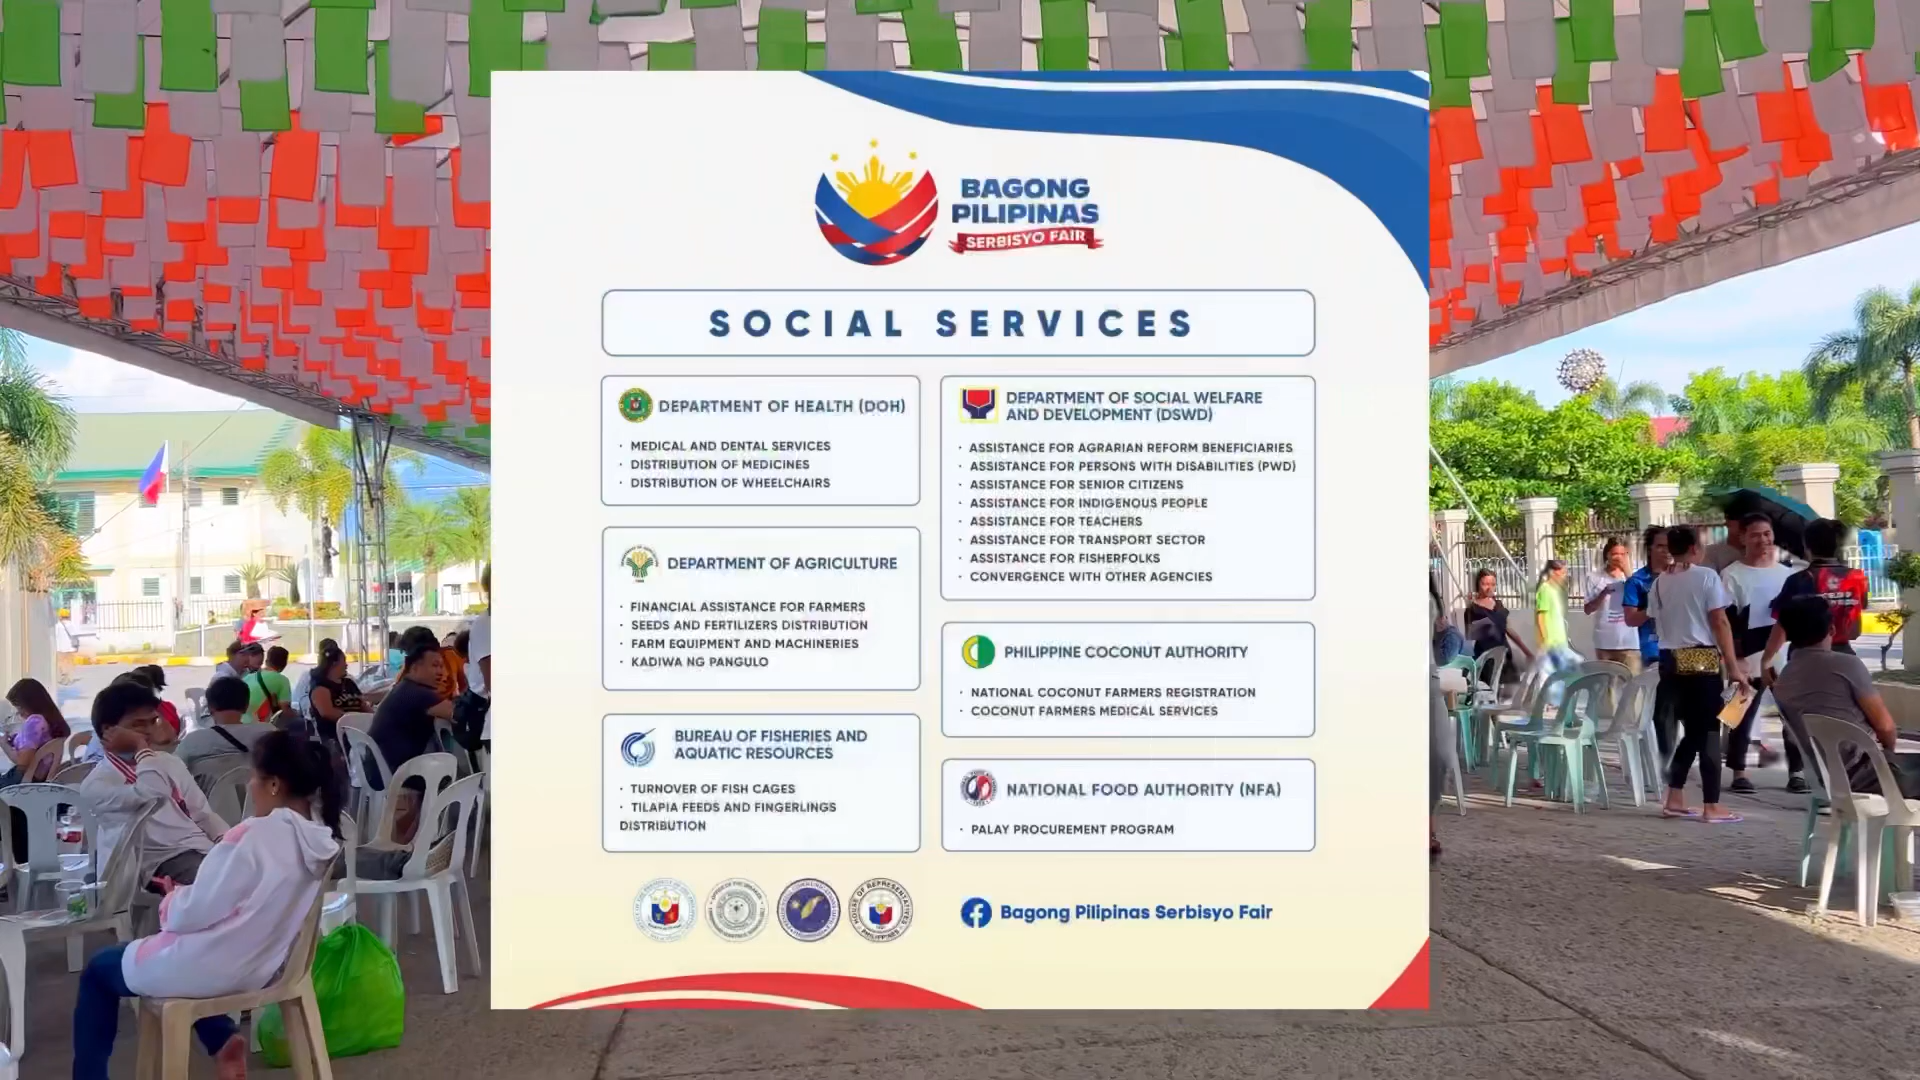 BAGONG
PILIPINAS
SERBISYO FAIR
SOCIAL SERVICES
DEPARTMENT OF HEALTH (DOH)
· MEDICAL AND DENTAL SERVICES
· DISTRIBUTION OF MEDICINES
· DISTRIBUTION OF WHEELCHAIRS
DEPARTMENT OF AGRICULTURE
· FINANCIAL ASSISTANCE FOR FARMERS
· SEEDS AND FERTILIZERS DISTRIBUTION
· FARM EQUIPMENT AND MACHINERIES
· KADIWA NG PANGULO
BUREAU OF FISHERIES AND
AQUATIC RESOURCES
· TURNOVER OF FISH CAGES
· TILAPIA FEEDS AND FINGERLINGS
DISTRIBUTION
DEPARTMENT OF SOCIAL WELFARE
AND DEVELOPMENT (DSWD)
· ASSISTANCE FOR AGRARIAN REFORM BENEFICIARIES
· ASSISTANCE FOR PERSONS WITH DISABILITIES (PWD)
· ASSISTANCE FOR SENIOR CITIZENS
· ASSISTANCE FOR INDIGENOUS PEOPLE
· ASSISTANCE FOR TEACHERS
· ASSISTANCE FOR TRANSPORT SECTOR
· ASSISTANCE FOR FISHERFOLKS
· CONVERGENCE WITH OTHER AGENCIES
PHILIPPINE COCONUT AUTHORITY
· NATIONAL COCONUT FARMERS REGISTRATION
· COCONUT FARMERS MEDICAL SERVICES
NATIONAL FOOD AUTHORITY (NFA)
· PALAY PROCUREMENT PROGRAM
HOUSE OF REPRESENTATIVES
PHILIPPINES
Bagong Pilipinas Serbisyo Fair